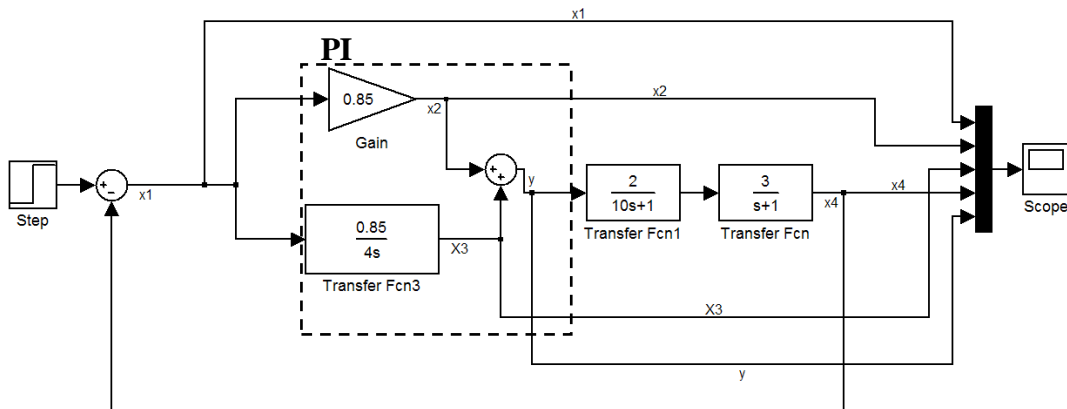 x1
PI
0.85
x2
x2
Gain
Step
x1
y
2
10s+1
Transfer Fcn1
3
s+1
Transfer Fcn
x4
x4
Scope
0.85
4s
X3
Transfer Fcn3
X3
y